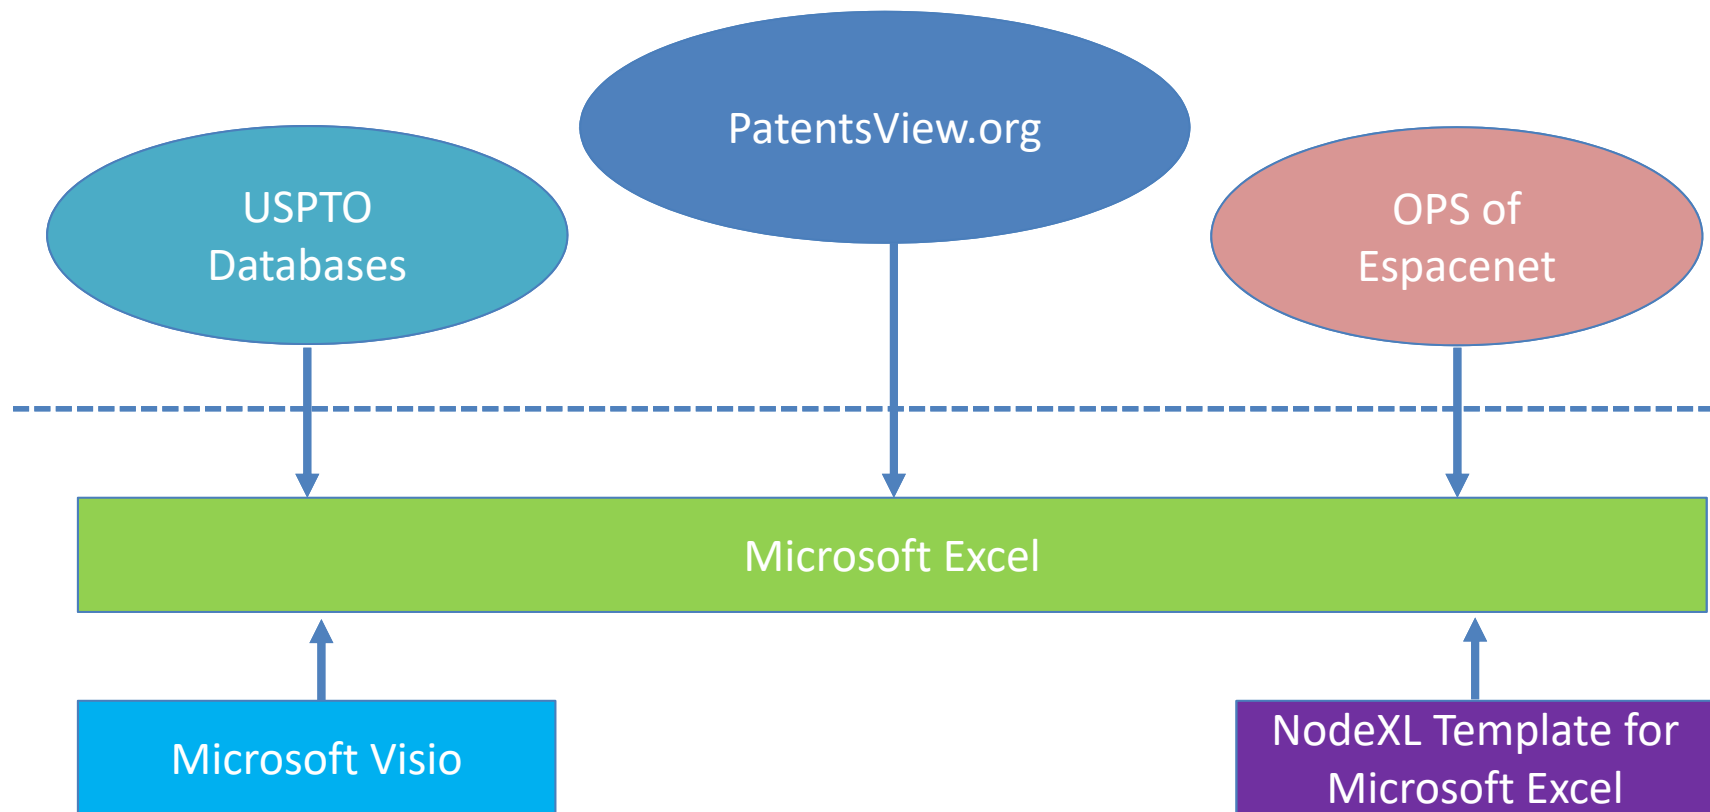 PatentsView.org
USPTO
Databases
OPS of
Espacenet
Microsoft Excel
Microsoft Visio
NodeXL Template for
Microsoft Excel